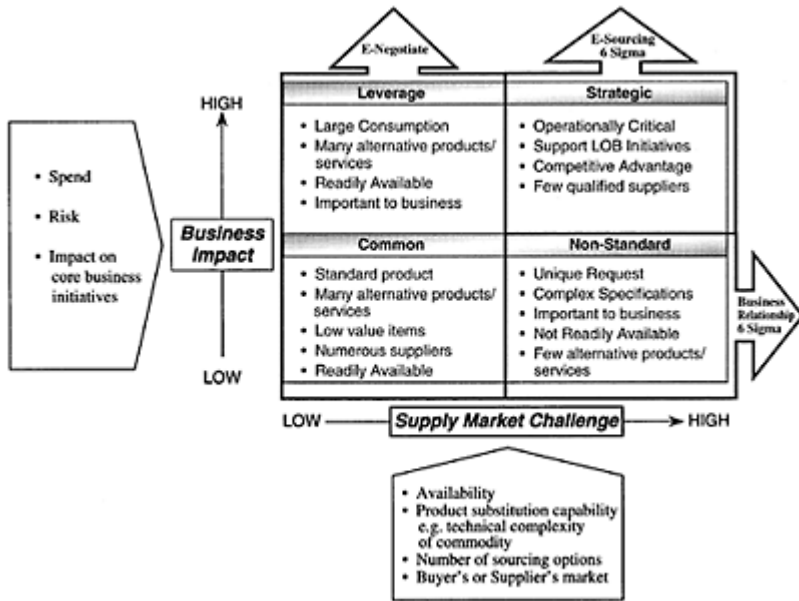 E-Negotiate
E-Sourcing
6 Sigma
Leverage
Strategic
HIGH
• Large Consumption
• Many alternative products/
services
• Readily Available
• Important to business
• Operationally Critical
• Support LOB Initiatives
• Competitive Advantage
• Few qualified suppliers
• Spend
• Risk
• Impact on
core business
initiatives
Business
Impact
Common
Non-Standard
• Standard product
• Many alternative products/
services
• Low value items
• Numerous suppliers
• Readily Available
• Unique Request
• Complex Specifications
• Important to business
• Not Readily Available
• Few alternative products/
services
Business
Relationship
6 Sigma
LOW
LOW
Supply Market Challenge
HIGH
• Availability
• Product substitution capability
e.g. technical complexity
of commodity
• Number of sourcing options
• Buyer's or Supplier's market